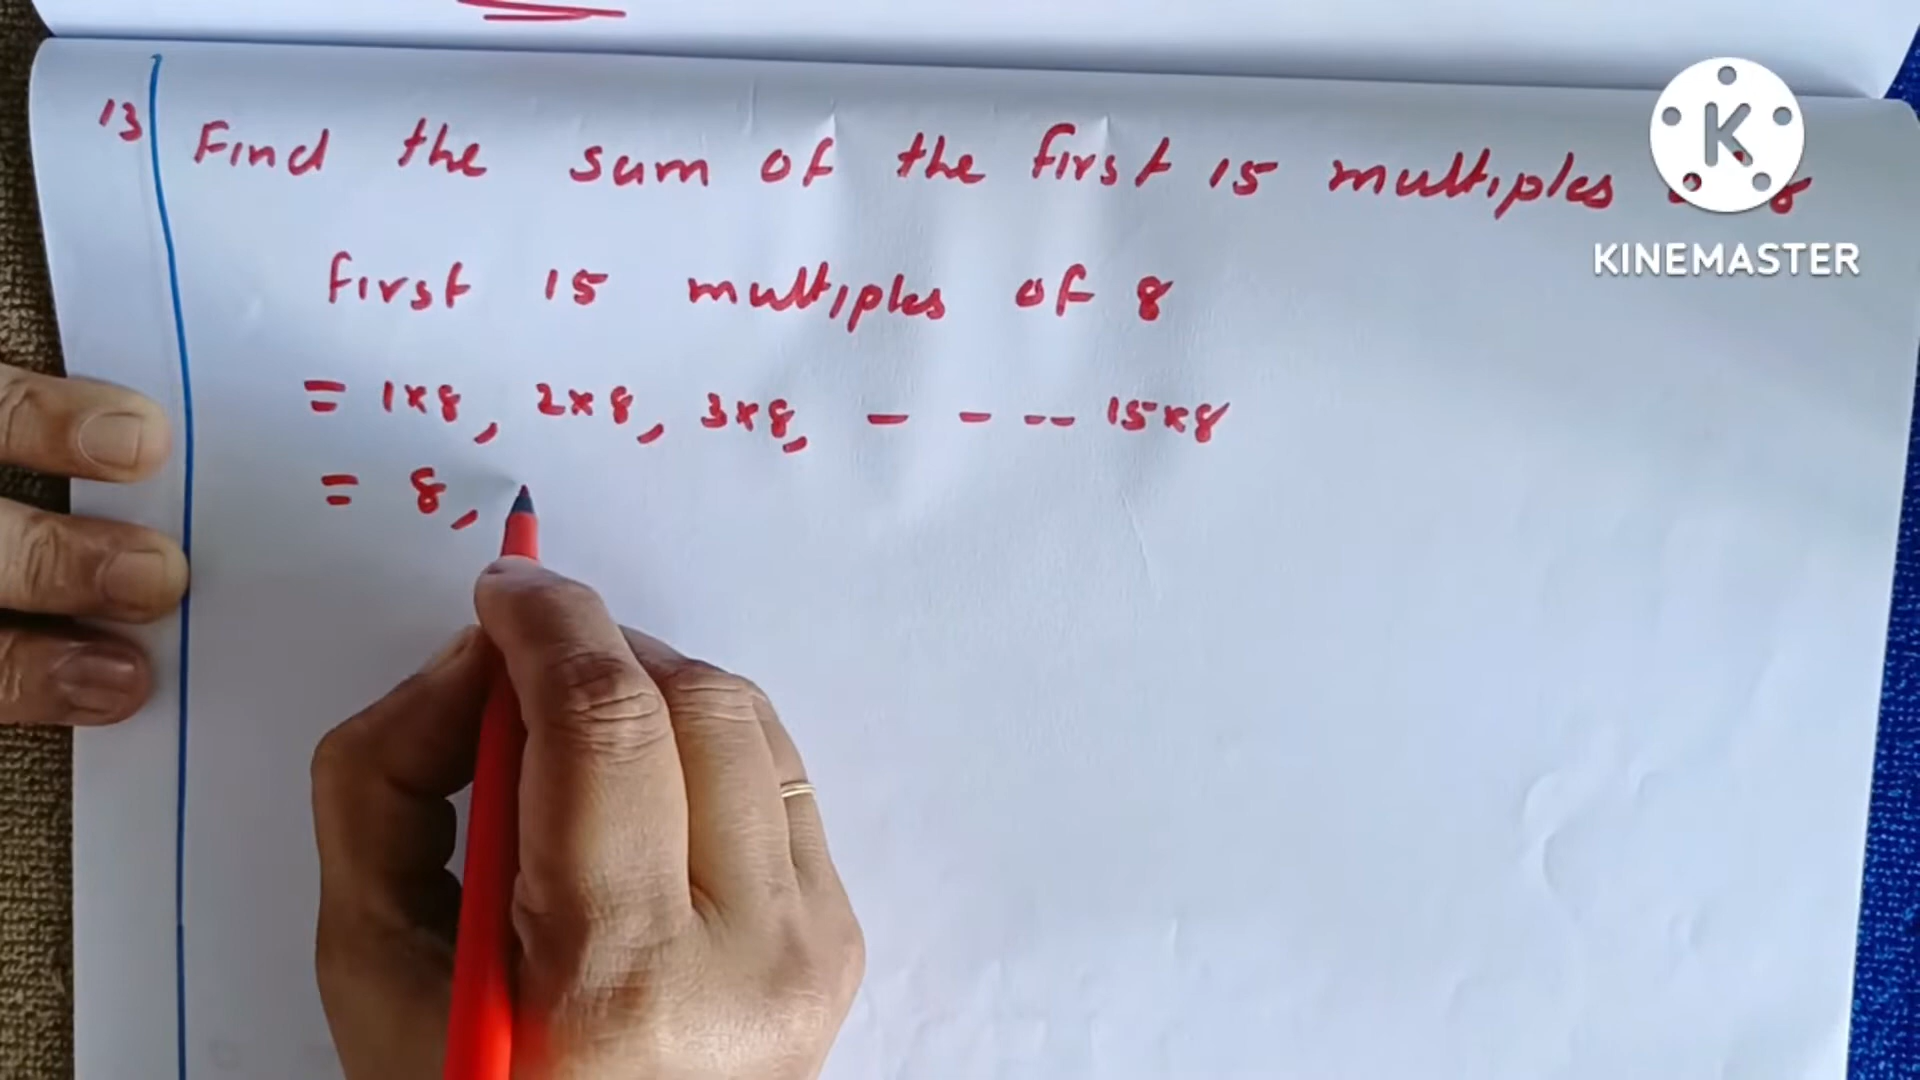 13 Find the sum of the first 15 multiples 8
K
KINEMASTER
first 15 multiples of 8
= 1×8, 2×8, 3×8, - - -- 15×8
= 8,